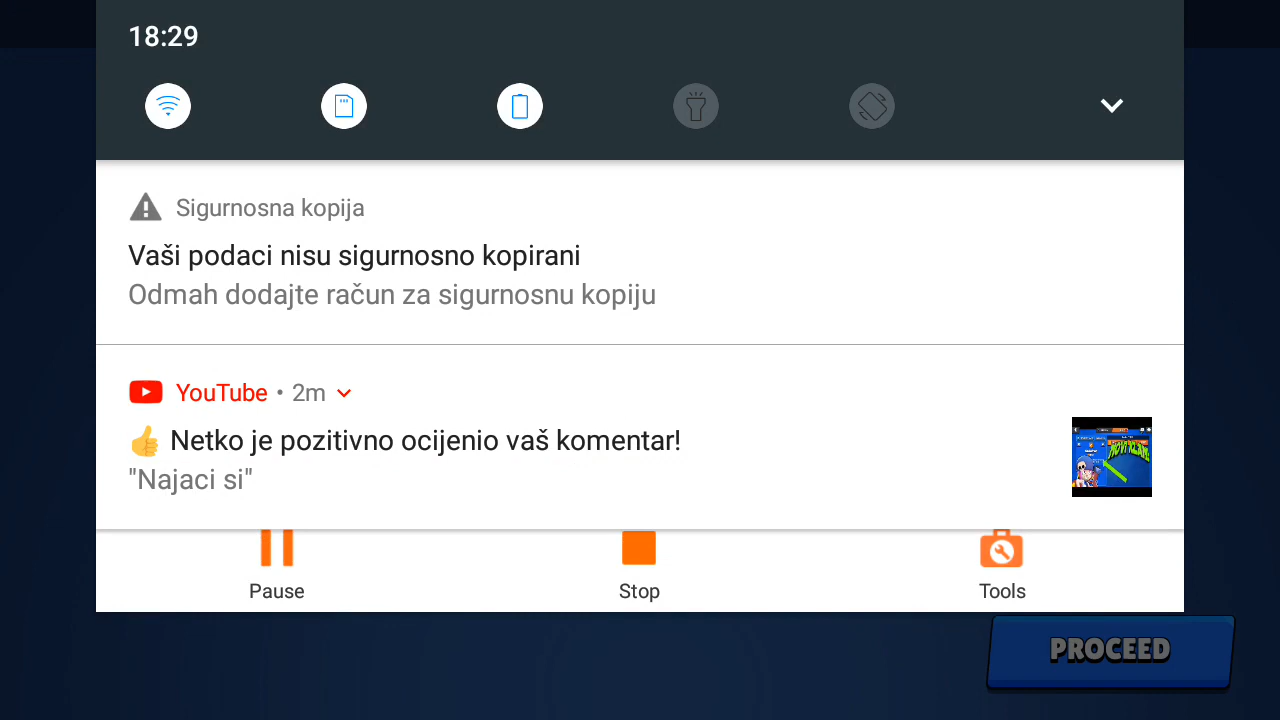 18:29
Sigurnosna kopija
Vaši podaci nisu sigurnosno kopirani
Odmah dodajte račun za sigurnosnu kopiju
YouTube • 2m
👍 Netko je pozitivno ocijenio vaš komentar!
"Najaci si"
Pause
Stop
Tools
PROCEED